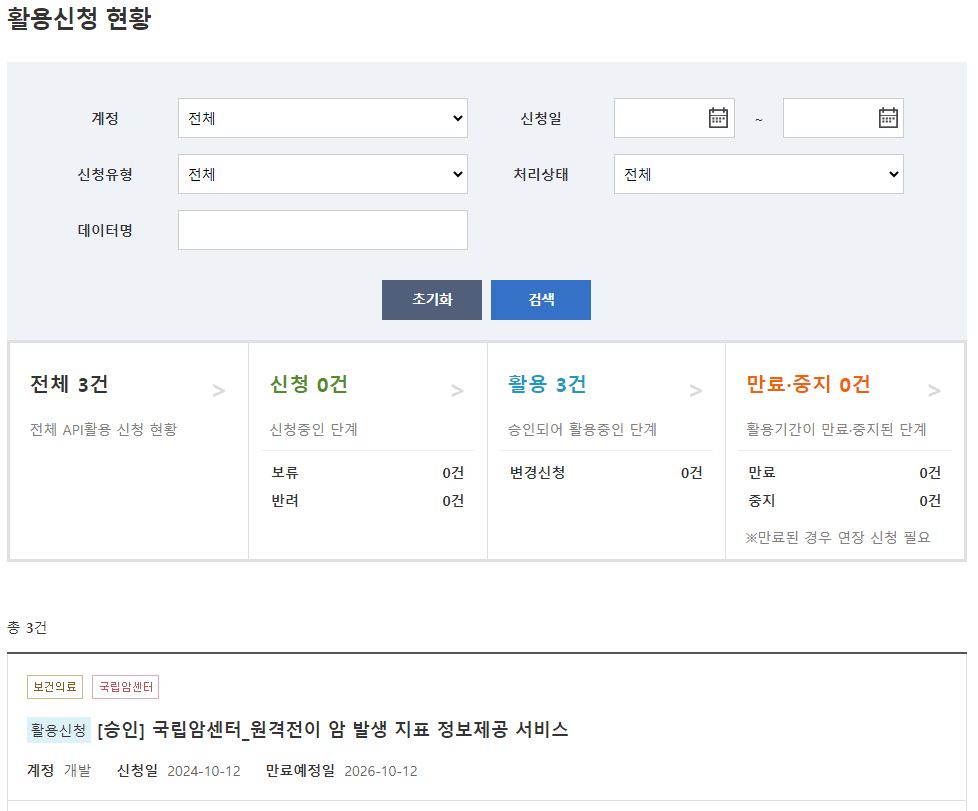 활용신청 현황
계정 전체 신청일 ~
신청유형 전체 처리상태 전체
데이터명
초기화 검색
전체 3건 > 신청 0건 > 활용 3건 > 만료·중지 0건 >
전체 API활용 신청 현황 신청중인 단계 승인되어 활용중인 단계 활용기간이 만료·중지된 단계
보류 0건 변경신청 0건 만료 0건
반려 0건 중지 0건
※만료된 경우 연장 신청 필요
총 3건
보건의료 국립암센터
활용신청 [승인] 국립암센터_원격전이 암 발생 지표 정보제공 서비스
계정 개발 신청일 2024-10-12 만료예정일 2026-10-12